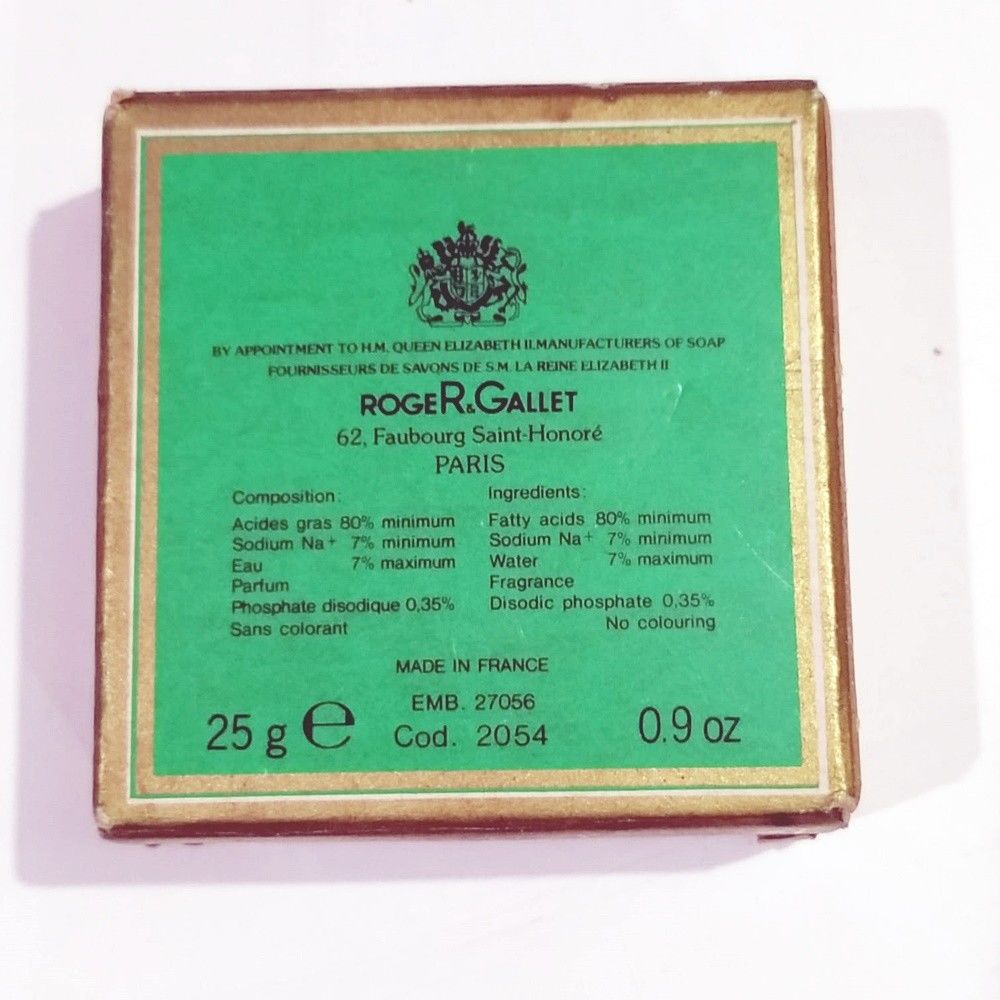 BY APPOINTMENT TO H.M. QUEEN ELIZABETH II.MANUFACTURERS OF SOAP
FOURNISSEURS DE SAVONS DE S.M. LA REINE ELIZABETH II
ROGER & GALLET
62, Faubourg Saint-Honoré
PARIS
Composition:
Acides gras 80% minimum
Sodium Na+ 7% minimum
Eau 7% maximum
Parfum
Phosphate disodique 0,35%
Sans colorant
Ingredients:
Fatty acids 80% minimum
Sodium Na+ 7% minimum
Water 7% maximum
Fragrance
Disodic phosphate 0,35%
No colouring
MADE IN FRANCE
EMB. 27056
25 g ℮ Cod. 2054 0.9 oz